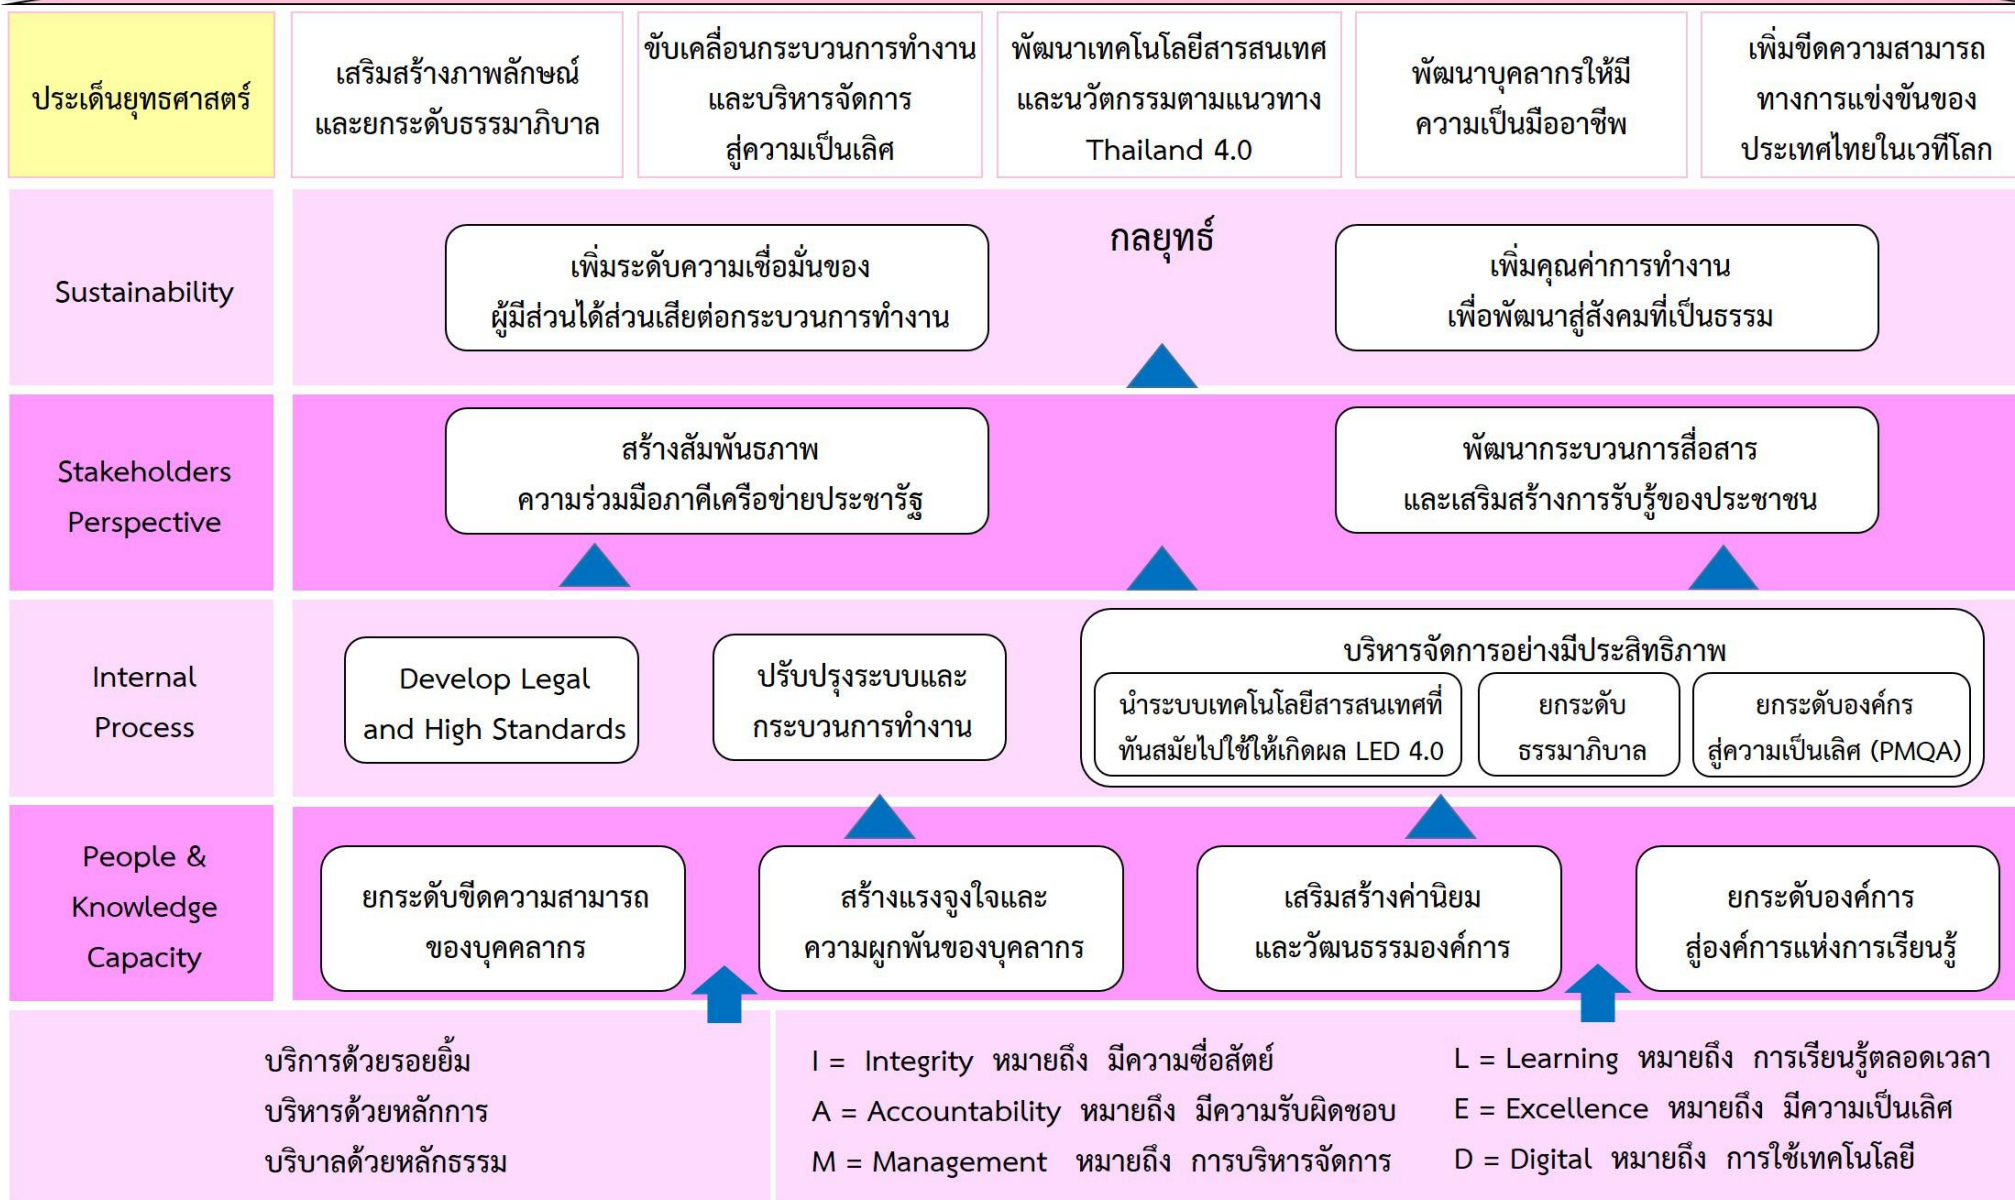 ประเด็นยุทธศาสตร์
เสริมสร้างภาพลักษณ์
และยกระดับธรรมาภิบาล
ขับเคลื่อนกระบวนการทำงาน
และบริหารจัดการ
สู่ความเป็นเลิศ
พัฒนาเทคโนโลยีสารสนเทศ
และนวัตกรรมตามแนวทาง
Thailand 4.0
พัฒนาบุคลากรให้มี
ความเป็นมืออาชีพ
เพิ่มขีดความสามารถ
ทางการแข่งขันของ
ประเทศไทยในเวทีโลก
Sustainability
กลยุทธ์
เพิ่มระดับความเชื่อมั่นของ
ผู้มีส่วนได้ส่วนเสียต่อกระบวนการทำงาน
เพิ่มคุณค่าการทำงาน
เพื่อพัฒนาสู่สังคมที่เป็นธรรม
Stakeholders
Perspective
สร้างสัมพันธภาพ
ความร่วมมือภาคีเครือข่ายประชารัฐ
พัฒนากระบวนการสื่อสาร
และเสริมสร้างการรับรู้ของประชาชน
Internal
Process
Develop Legal
and High Standards
ปรับปรุงระบบและ
กระบวนการทำงาน
บริหารจัดการอย่างมีประสิทธิภาพ
นำระบบเทคโนโลยีสารสนเทศที่
ทันสมัยไปใช้ให้เกิดผล LED 4.0
ยกระดับ
ธรรมาภิบาล
ยกระดับองค์กร
สู่ความเป็นเลิศ (PMQA)
People &
Knowledge
Capacity
ยกระดับขีดความสามารถ
ของบุคคลากร
สร้างแรงจูงใจและ
ความผูกพันของบุคลากร
เสริมสร้างค่านิยม
และวัฒนธรรมองค์การ
ยกระดับองค์การ
สู่องค์การแห่งการเรียนรู้
บริการด้วยรอยยิ้ม
บริหารด้วยหลักการ
บริบาลด้วยหลักธรรม
I = Integrity หมายถึง มีความซื่อสัตย์
A = Accountability หมายถึง มีความรับผิดชอบ
M = Management หมายถึง การบริหารจัดการ
L = Learning หมายถึง การเรียนรู้ตลอดเวลา
E = Excellence หมายถึง มีความเป็นเลิศ
D = Digital หมายถึง การใช้เทคโนโลยี